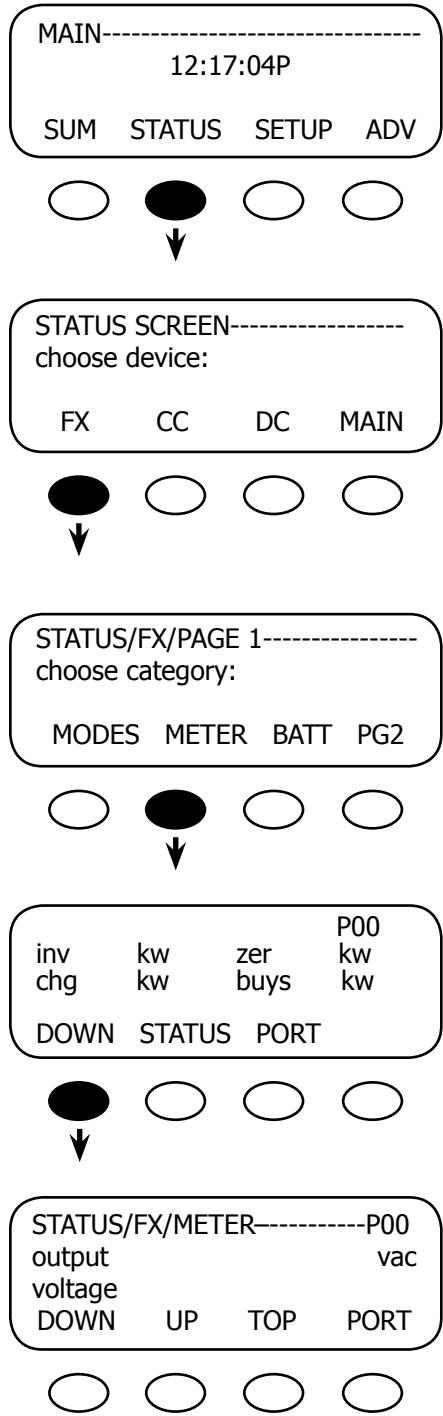 MAIN---------------------------------
12:17:04P
SUM STATUS SETUP ADV
STATUS SCREEN------------------
choose device:
FX CC DC MAIN
STATUS/FX/PAGE 1----------------
choose category:
MODES METER BATT PG2
P00
inv kw zer kw
chg kw buys kw
DOWN STATUS PORT
STATUS/FX/METER–-----------P00
output vac
voltage
DOWN UP TOP PORT